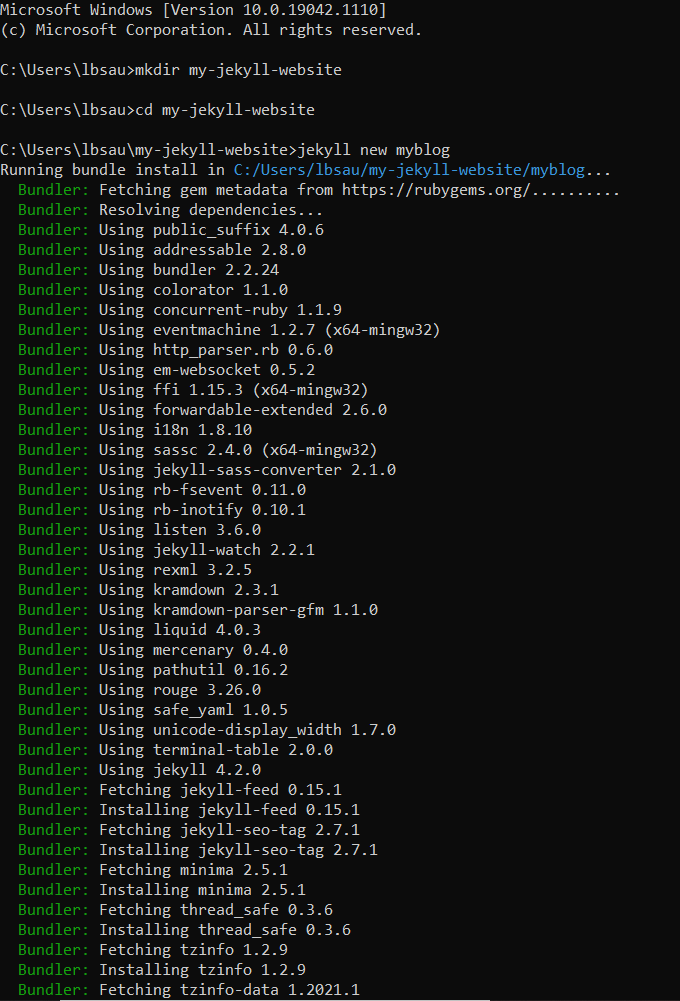 Microsoft Windows [Version 10.0.19042.1110]
(c) Microsoft Corporation. All rights reserved.
C:\Users\lbsau>mkdir my-jekyll-website
C:\Users\lbsau>cd my-jekyll-website
C:\Users\lbsau\my-jekyll-website>jekyll new myblog
Running bundle install in C:/Users/lbsau/my-jekyll-website/myblog...
Bundler: Fetching gem metadata from https://rubygems.org/..........
Bundler: Resolving dependencies...
Bundler: Using public_suffix 4.0.6
Bundler: Using addressable 2.8.0
Bundler: Using bundler 2.2.24
Bundler: Using colorator 1.1.0
Bundler: Using concurrent-ruby 1.1.9
Bundler: Using eventmachine 1.2.7 (x64-mingw32)
Bundler: Using http_parser.rb 0.6.0
Bundler: Using em-websocket 0.5.2
Bundler: Using ffi 1.15.3 (x64-mingw32)
Bundler: Using forwardable-extended 2.6.0
Bundler: Using i18n 1.8.10
Bundler: Using sassc 2.4.0 (x64-mingw32)
Bundler: Using jekyll-sass-converter 2.1.0
Bundler: Using rb-fsevent 0.11.0
Bundler: Using rb-inotify 0.10.1
Bundler: Using listen 3.6.0
Bundler: Using jekyll-watch 2.2.1
Bundler: Using rexml 3.2.5
Bundler: Using kramdown 2.3.1
Bundler: Using kramdown-parser-gfm 1.1.0
Bundler: Using liquid 4.0.3
Bundler: Using mercenary 0.4.0
Bundler: Using pathutil 0.16.2
Bundler: Using rouge 3.26.0
Bundler: Using safe_yaml 1.0.5
Bundler: Using unicode-display_width 1.7.0
Bundler: Using terminal-table 2.0.0
Bundler: Using jekyll 4.2.0
Bundler: Fetching jekyll-feed 0.15.1
Bundler: Installing jekyll-feed 0.15.1
Bundler: Fetching jekyll-seo-tag 2.7.1
Bundler: Installing jekyll-seo-tag 2.7.1
Bundler: Fetching minima 2.5.1
Bundler: Installing minima 2.5.1
Bundler: Fetching thread_safe 0.3.6
Bundler: Installing thread_safe 0.3.6
Bundler: Fetching tzinfo 1.2.9
Bundler: Installing tzinfo 1.2.9
Bundler: Fetching tzinfo-data 1.2021.1